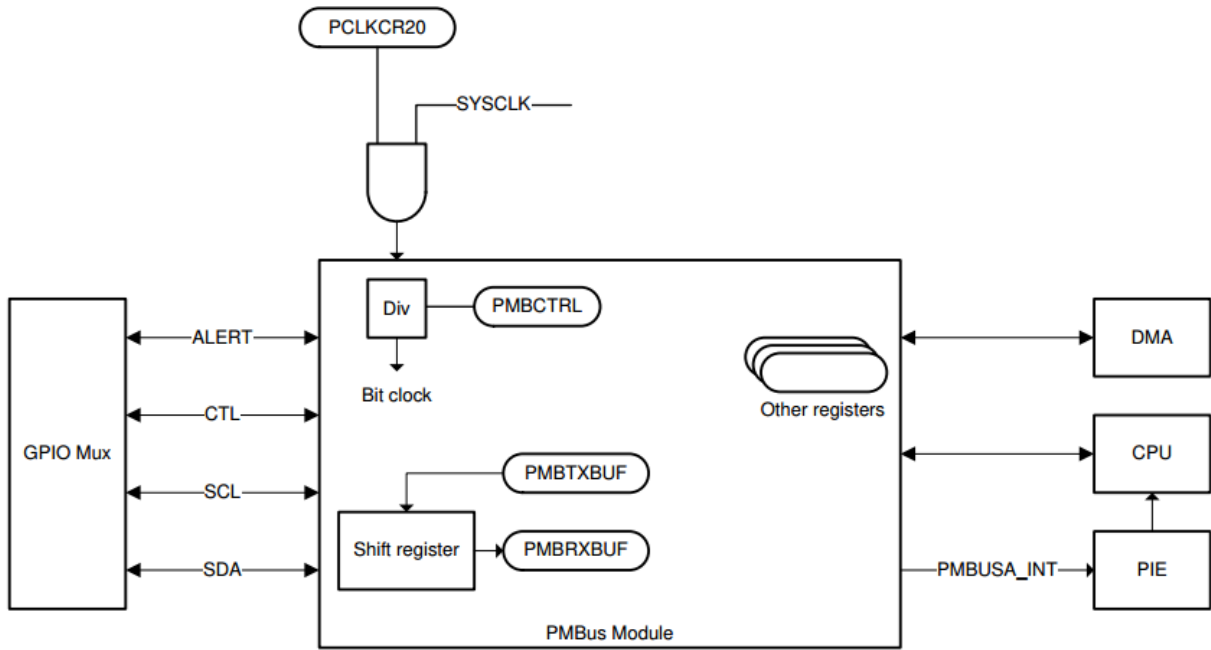 PCLKCR20
SYSCLK
Div
PMBCTRL
ALERT
DMA
Bit clock
Other registers
CTL
GPIO Mux
CPU
PMBTXBUF
SCL
Shift register
PMBRXBUF
SDA
PMBUSA_INT
PIE
PMBus Module